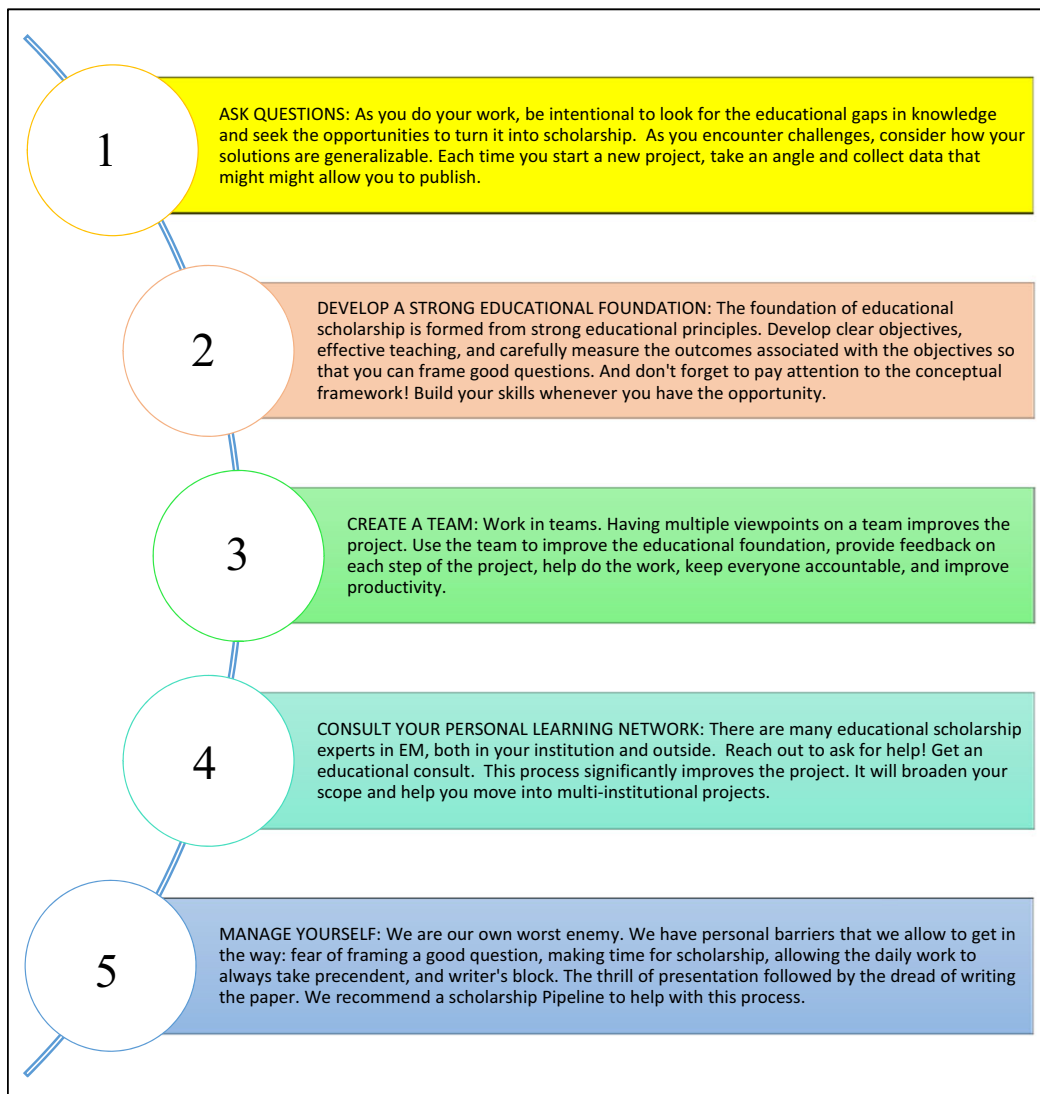 1
ASK QUESTIONS: As you do your work, be intentional to look for the educational gaps in knowledge
and seek the opportunities to turn it into scholarship.  As you encounter challenges, consider how your
solutions are generalizable. Each time you start a new project, take an angle and collect data that
might might allow you to publish.
2
DEVELOP A STRONG EDUCATIONAL FOUNDATION: The foundation of educational
scholarship is formed from strong educational principles. Develop clear objectives,
effective teaching, and carefully measure the outcomes associated with the objectives so
that you can frame good questions. And don't forget to pay attention to the conceptual
framework! Build your skills whenever you have the opportunity.
3
CREATE A TEAM: Work in teams. Having multiple viewpoints on a team improves the
project. Use the team to improve the educational foundation, provide feedback on
each step of the project, help do the work, keep everyone accountable, and improve
productivity.
4
CONSULT YOUR PERSONAL LEARNING NETWORK: There are many educational scholarship
experts in EM, both in your institution and outside.  Reach out to ask for help! Get an
educational consult.  This process significantly improves the project. It will broaden your
scope and help you move into multi-institutional projects.
5
MANAGE YOURSELF: We are our own worst enemy. We have personal barriers that we allow to get in
the way: fear of framing a good question, making time for scholarship, allowing the daily work to
always take precendent, and writer's block. The thrill of presentation followed by the dread of writing
the paper. We recommend a scholarship Pipeline to help with this process.